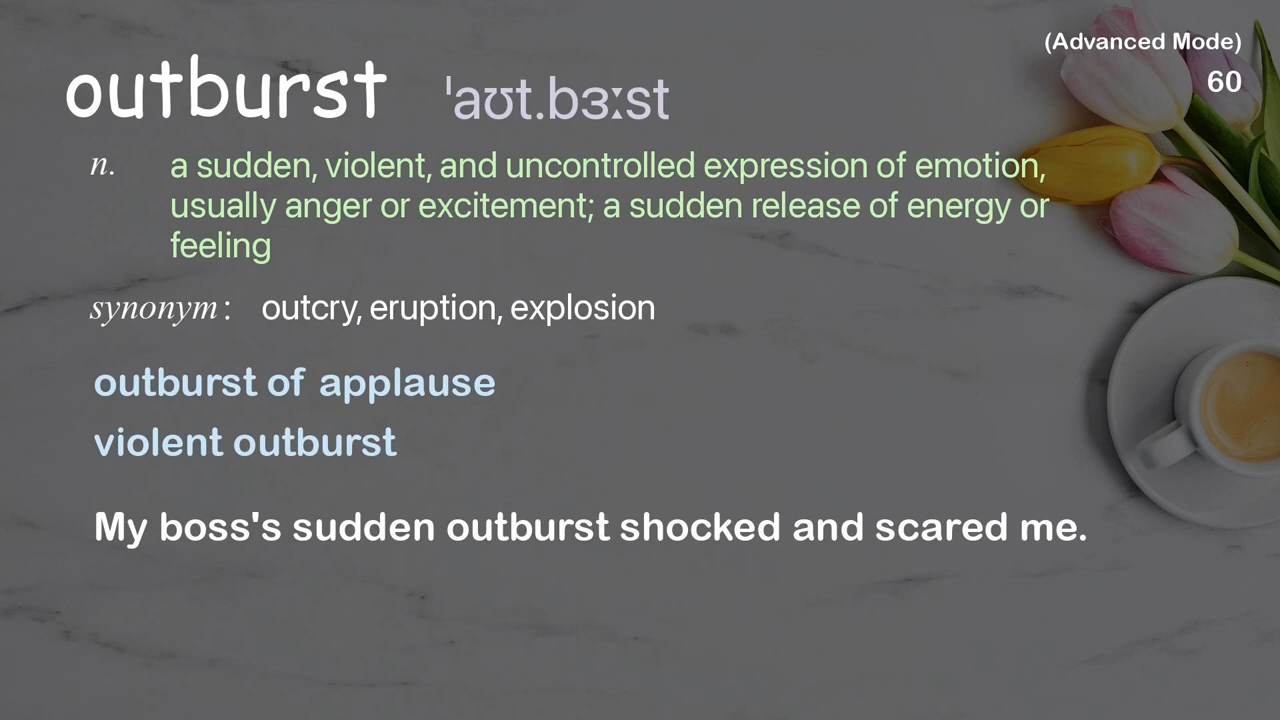 (Advanced Mode)
60
outburst ˈaʊt.bɜːst
n. a sudden, violent, and uncontrolled expression of emotion,
usually anger or excitement; a sudden release of energy or
feeling
synonym: outcry, eruption, explosion
outburst of applause
violent outburst
My boss's sudden outburst shocked and scared me.